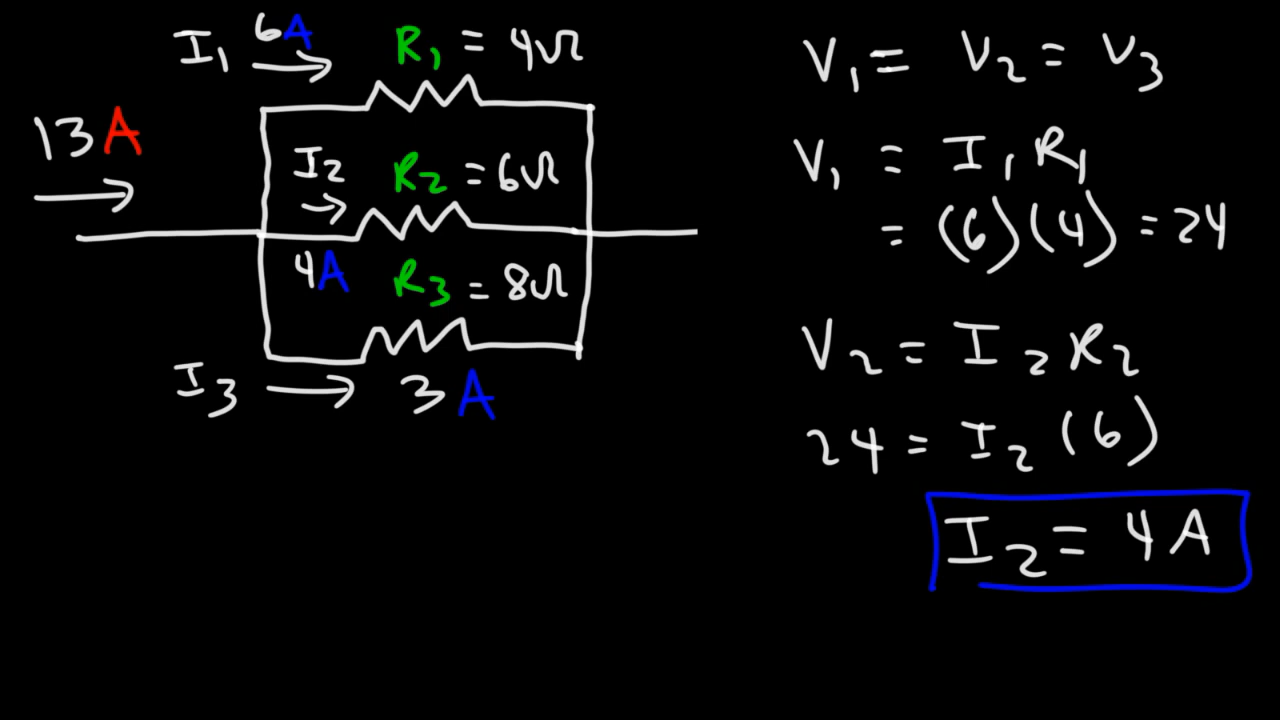 I₁ 6A R₁ = 4Ω
13A
I₂ R₂ = 6Ω
4A R₃ = 8Ω
I₃ 3A
V₁ = V₂ = V₃
V₁ = I₁R₁
= (6)(4) = 24
V₂ = I₂R₂
24 = I₂(6)
I₂ = 4A